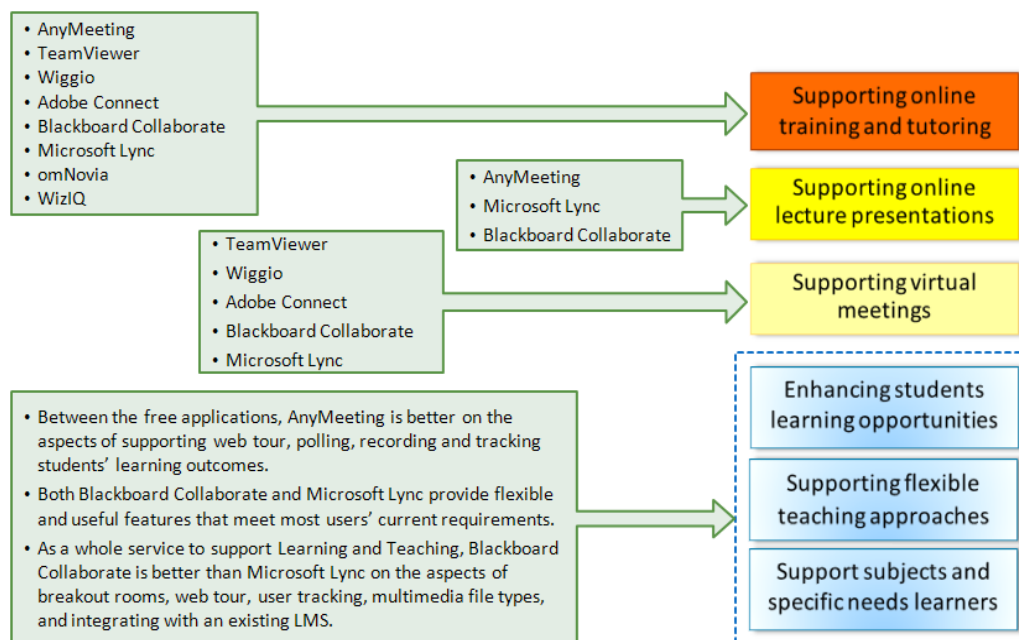 • AnyMeeting
• TeamViewer
• Wiggio
• Adobe Connect
• Blackboard Collaborate
• Microsoft Lync
• omNovia
• WizIQ
Supporting online
training and tutoring
• AnyMeeting
• Microsoft Lync
• Blackboard Collaborate
Supporting online
lecture presentations
• TeamViewer
• Wiggio
• Adobe Connect
• Blackboard Collaborate
• Microsoft Lync
Supporting virtual
meetings
• Between the free applications, AnyMeeting is better on the
aspects of supporting web tour, polling, recording and tracking
students’ learning outcomes.
• Both Blackboard Collaborate and Microsoft Lync provide flexible
and useful features that meet most users’ current requirements.
• As a whole service to support Learning and Teaching, Blackboard
Collaborate is better than Microsoft Lync on the aspects of
breakout rooms, web tour, user tracking, multimedia file types,
and integrating with an existing LMS.
Enhancing students
learning opportunities
Supporting flexible
teaching approaches
Support subjects and
specific needs learners